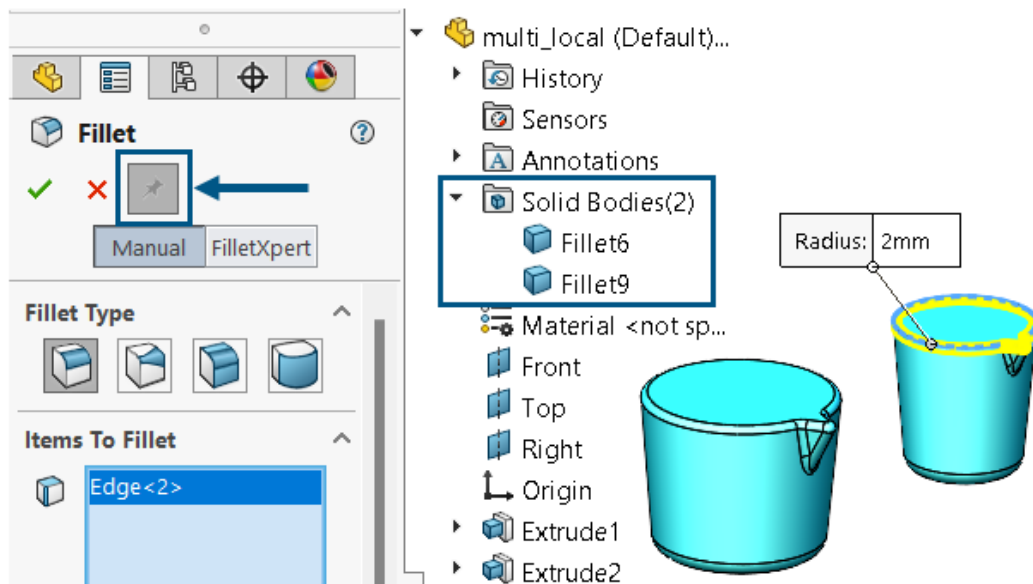 Fillet
Manual
FilletXpert
Fillet Type
Items To Fillet
Edge<2>
multi_local (Default)...
History
Sensors
A Annotations
Solid Bodies(2)
Fillet6
Fillet9
Material <not sp...
Front
Top
Right
Origin
Extrude1
Extrude2
Radius: 2mm